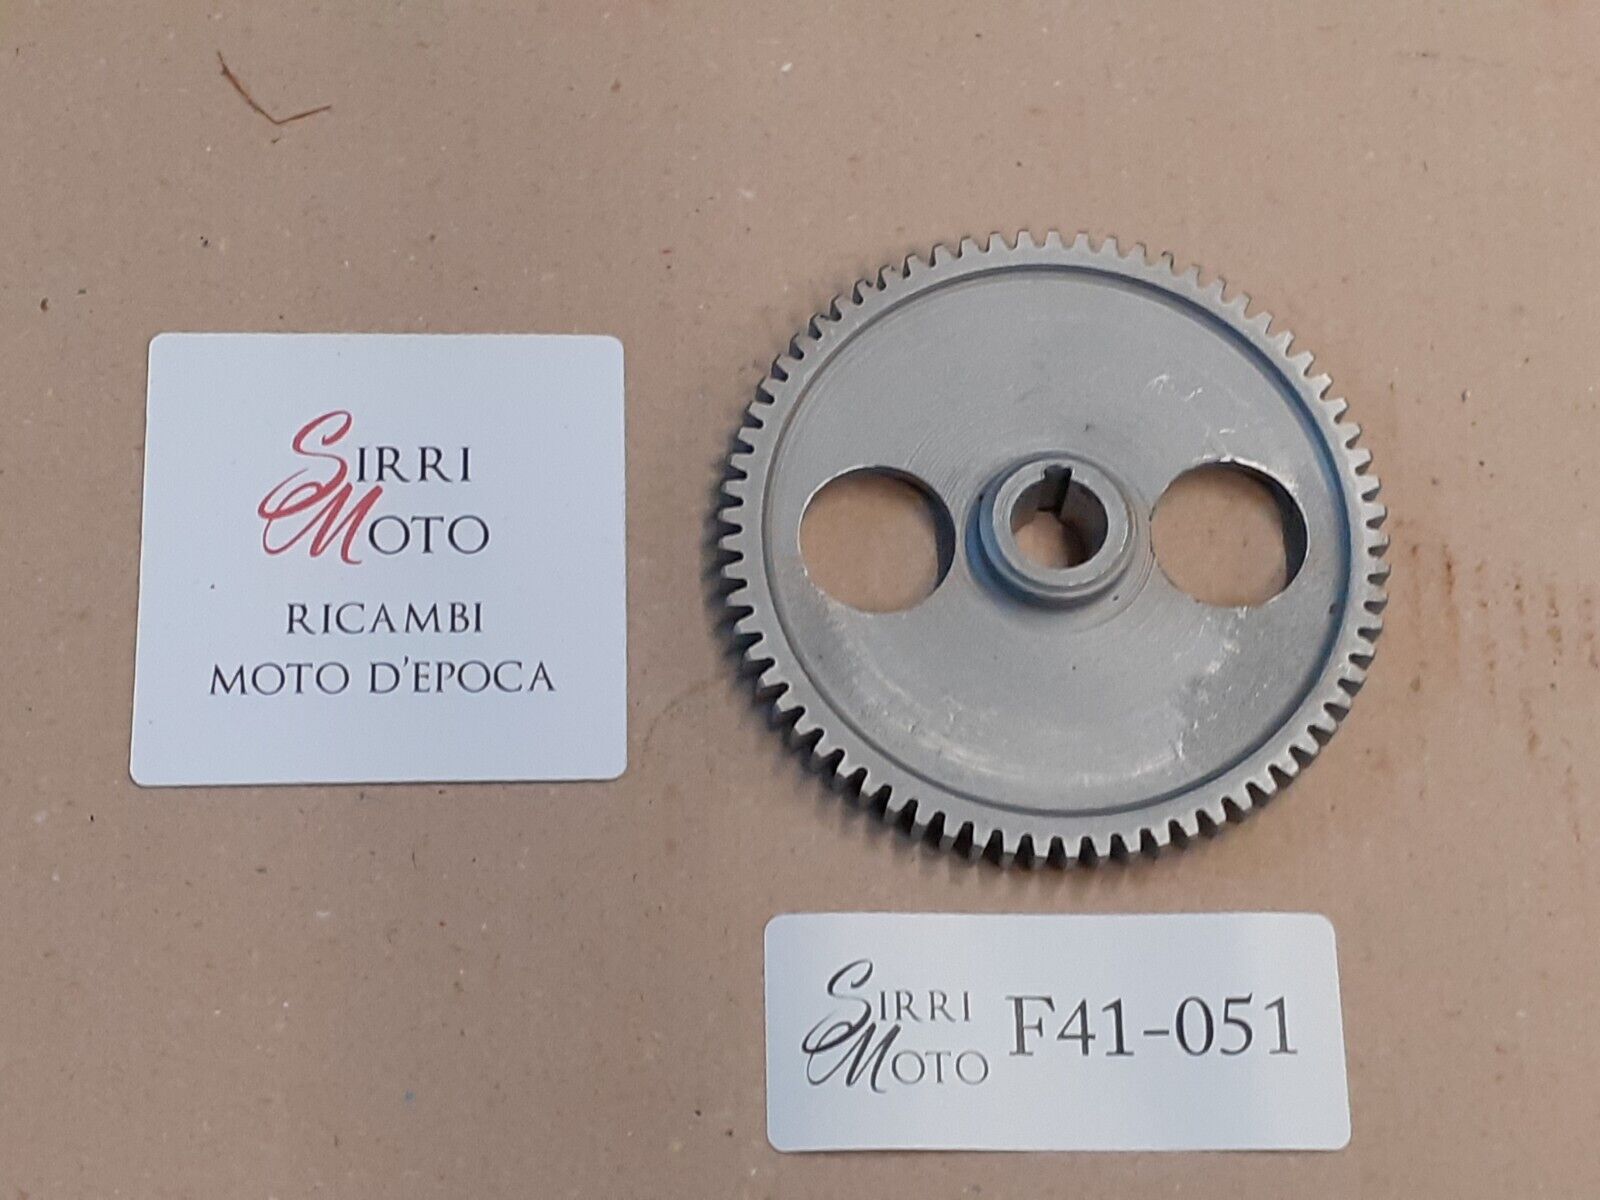 SIRRI
MOTO
RICAMBI
MOTO D'EPOCA
SIRRI
MOTO
F41-051